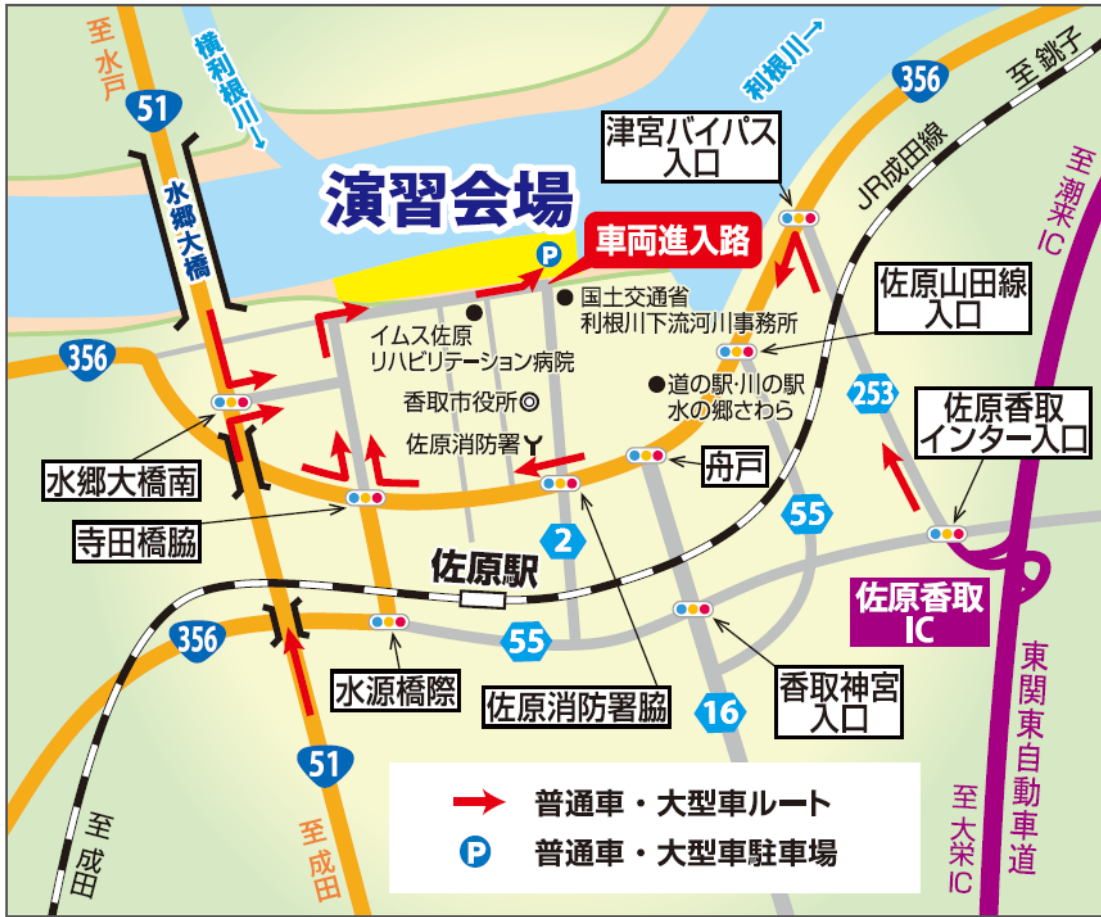 至 水戸
51
横利根川→
利根川→
356
至 銚子
津宮バイパス
入口
JR成田線
至 潮来
IC
水郷大橋
演習会場
P
車両進入路
佐原山田線
入口
国土交通省
利根川下流河川事務所
イムス佐原
リハビリテーション病院
356
道の駅・川の駅
水の郷さわら
253
佐原香取
インター入口
香取市役所
佐原消防署
水郷大橋南
舟戸
寺田橋脇
2
55
佐原駅
佐原香取
IC
356
55
水源橋際
佐原消防署脇
香取神宮
入口
16
東関東自動車道
51
至 成田
至 成田
至 大栄
IC
普通車・大型車ルート
P
普通車・大型車駐車場